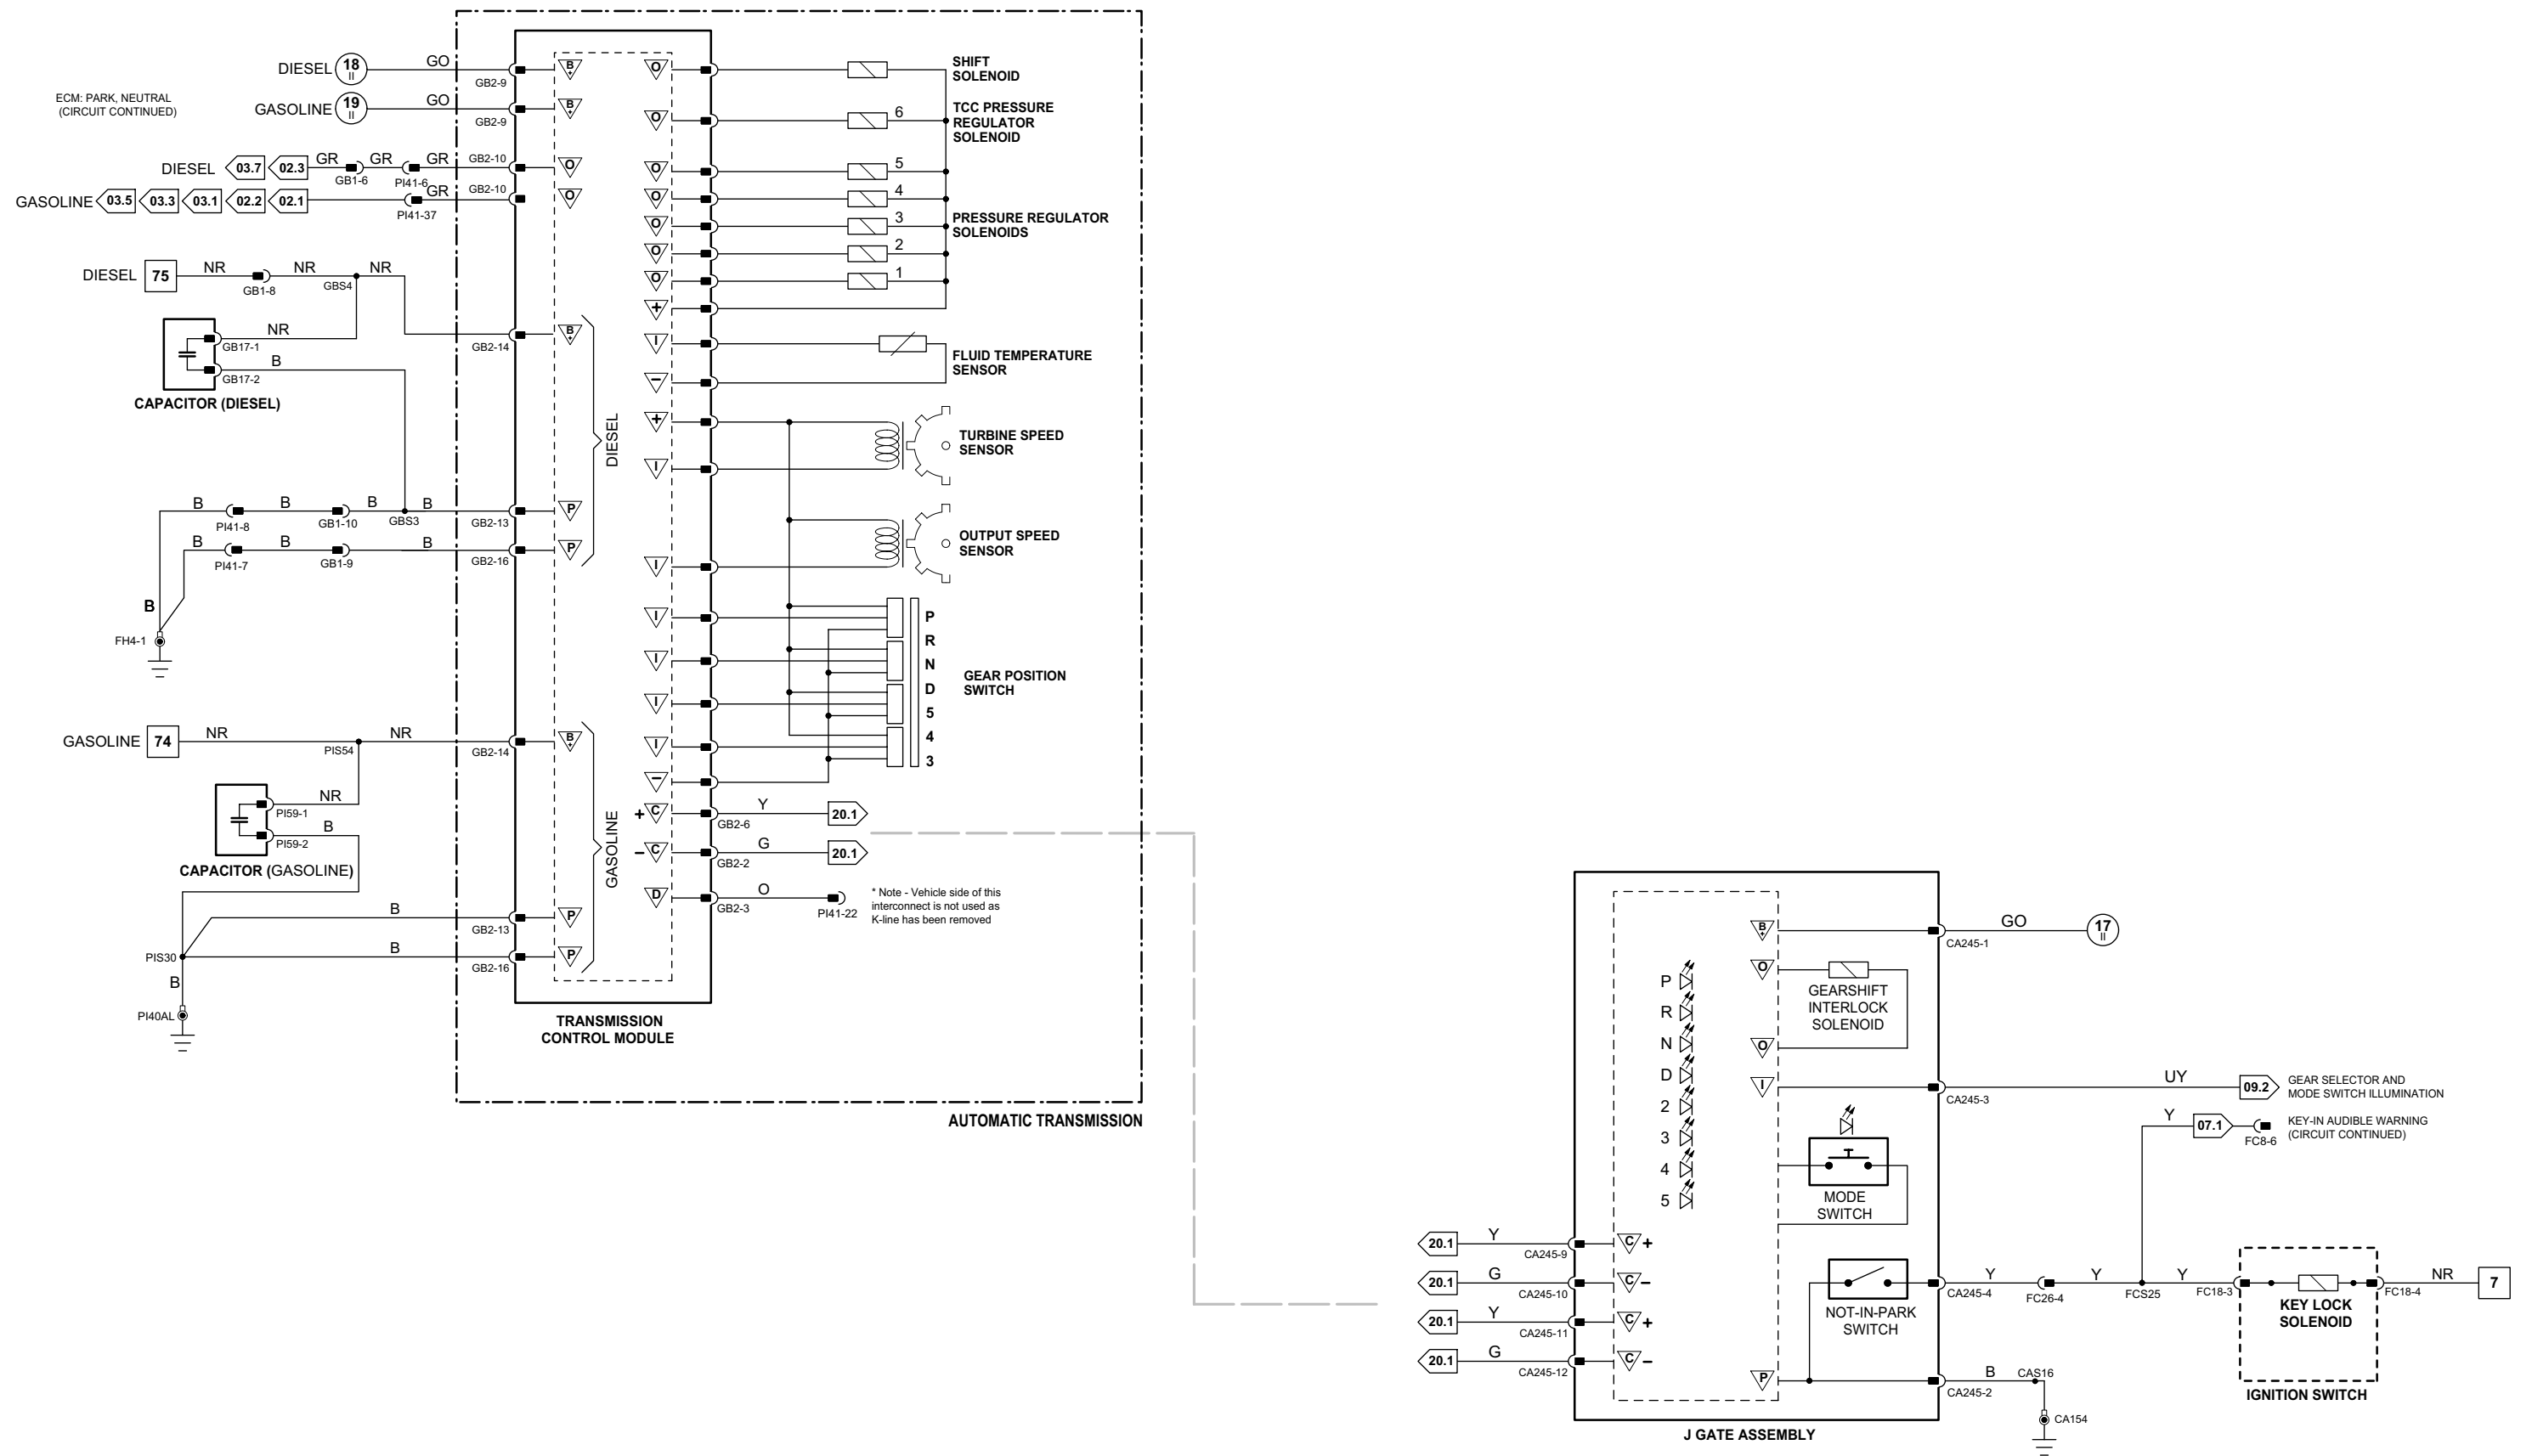 DIESEL 18 II GO GB2-9 B+ O
SHIFT
SOLENOID
ECM: PARK, NEUTRAL
(CIRCUIT CONTINUED)
GASOLINE 19 II GO GB2-9 B+ O 6
TCC PRESSURE
REGULATOR
SOLENOID
DIESEL 03.7 02.3 GR GB1-6 GR PI41-6 GR GB2-10 O O 5
GASOLINE 03.5 03.3 03.1 02.2 02.1 PI41-37 GR GB2-10 O O 4
O 3
O 2
O 1
PRESSURE REGULATOR
SOLENOIDS
+
DIESEL 75 NR GB1-8 NR GBS4 NR
NR GB17-1
B GB17-2
CAPACITOR (DIESEL)
GB2-14 B+
I
–
FLUID TEMPERATURE
SENSOR
DIESEL
+
I
TURBINE SPEED
SENSOR
B PI41-8 B GB1-10 B GBS3 B GB2-13 P
B PI41-7 B GB1-9 B GB2-16 P
I
OUTPUT SPEED
SENSOR
B
FH4-1
I
I
I
I
–
P
R
N
D
5
4
3
GEAR POSITION
SWITCH
GASOLINE 74 NR PIS54 NR GB2-14 B+
NR PI59-1
B PI59-2
CAPACITOR (GASOLINE)
GASOLINE
+ C GB2-6 Y 20.1
– C GB2-2 G 20.1
D GB2-3 O PI41-22
* Note - Vehicle side of this
interconnect is not used as
K-line has been removed
B GB2-13 P
PIS30 B GB2-16 P
B
PI40AL
TRANSMISSION
CONTROL MODULE
AUTOMATIC TRANSMISSION
B+ CA245-1 GO 17 II
O
GEARSHIFT
INTERLOCK
SOLENOID
O
P
R
N
D
2
3
4
5
I CA245-3 UY 09.2
GEAR SELECTOR AND
MODE SWITCH ILLUMINATION
Y 07.1 FC8-6
KEY-IN AUDIBLE WARNING
(CIRCUIT CONTINUED)
MODE
SWITCH
20.1 Y CA245-9 C +
20.1 G CA245-10 C –
20.1 Y CA245-11 C +
20.1 G CA245-12 C –
NOT-IN-PARK
SWITCH
CA245-4 Y FC26-4 Y FCS25 Y FC18-3
KEY LOCK
SOLENOID
FC18-4 NR 7
IGNITION SWITCH
P CA245-2 B CAS16
CA154
J GATE ASSEMBLY